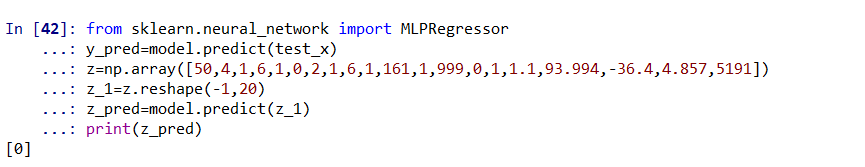 In [42]: from sklearn.neural_network import MLPRegressor
...: y_pred=model.predict(test_x)
...: z=np.array([50,4,1,6,1,0,2,1,6,1,161,1,999,0,1,1.1,93.994,-36.4,4.857,5191])
...: z_1=z.reshape(-1,20)
...: z_pred=model.predict(z_1)
...: print(z_pred)
[0]